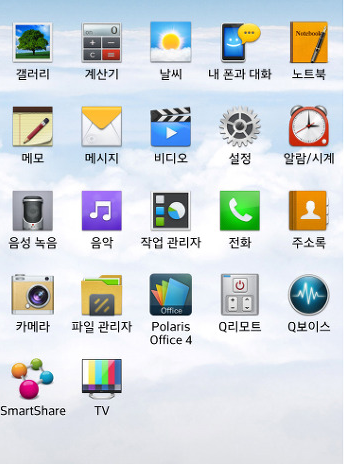 갤러리
계산기
날씨
내 폰과 대화
Notebook
노트북
메모
메시지
비디오
설정
알람/시계
음성 녹음
음악
작업 관리자
전화
주소록
카메라
파일 관리자
Office
Polaris
Office 4
Q리모트
Q보이스
SmartShare
TV